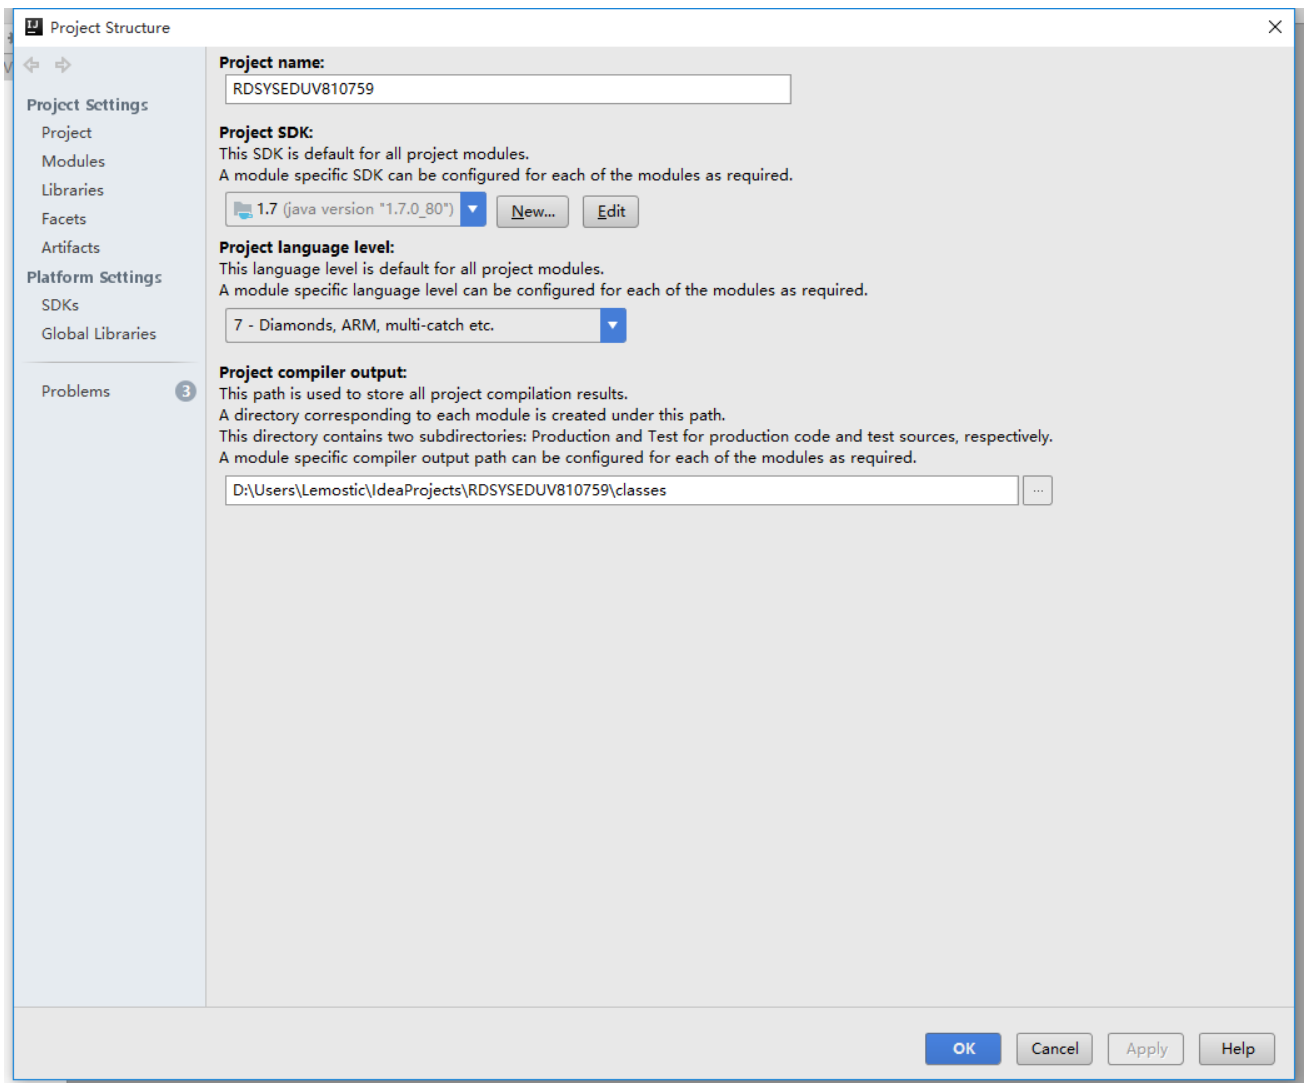 Project Structure
Project Settings
Project
Modules
Libraries
Facets
Artifacts
Platform Settings
SDKs
Global Libraries
Problems 3
Project name:
RDSYSEDUV810759
Project SDK:
This SDK is default for all project modules.
A module specific SDK can be configured for each of the modules as required.
1.7 (java version "1.7.0_80") New... Edit
Project language level:
This language level is default for all project modules.
A module specific language level can be configured for each of the modules as required.
7 - Diamonds, ARM, multi-catch etc.
Project compiler output:
This path is used to store all project compilation results.
A directory corresponding to each module is created under this path.
This directory contains two subdirectories: Production and Test for production code and test sources, respectively.
A module specific compiler output path can be configured for each of the modules as required.
D:\Users\Lemostic\IdeaProjects\RDSYSEDUV810759\classes ...
OK Cancel Apply Help